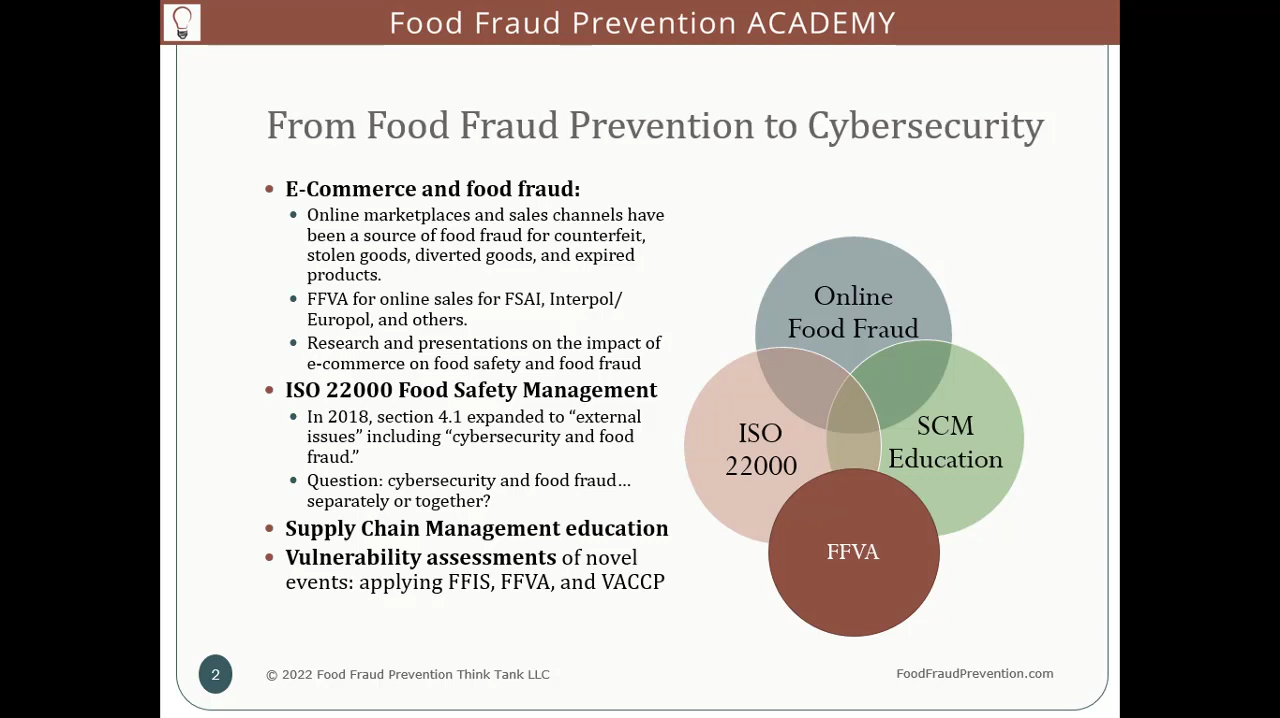 Food Fraud Prevention ACADEMY
From Food Fraud Prevention to Cybersecurity
• E-Commerce and food fraud:
• Online marketplaces and sales channels have
been a source of food fraud for counterfeit,
stolen goods, diverted goods, and expired
products.
• FFVA for online sales for FSAI, Interpol/
Europol, and others.
• Research and presentations on the impact of
e-commerce on food safety and food fraud
• ISO 22000 Food Safety Management
• In 2018, section 4.1 expanded to “external
issues” including “cybersecurity and food
fraud.”
• Question: cybersecurity and food fraud…
separately or together?
• Supply Chain Management education
• Vulnerability assessments of novel
events: applying FFIS, FFVA, and VACCP
Online
Food Fraud
ISO
22000
SCM
Education
FFVA
2
© 2022 Food Fraud Prevention Think Tank LLC
FoodFraudPrevention.com